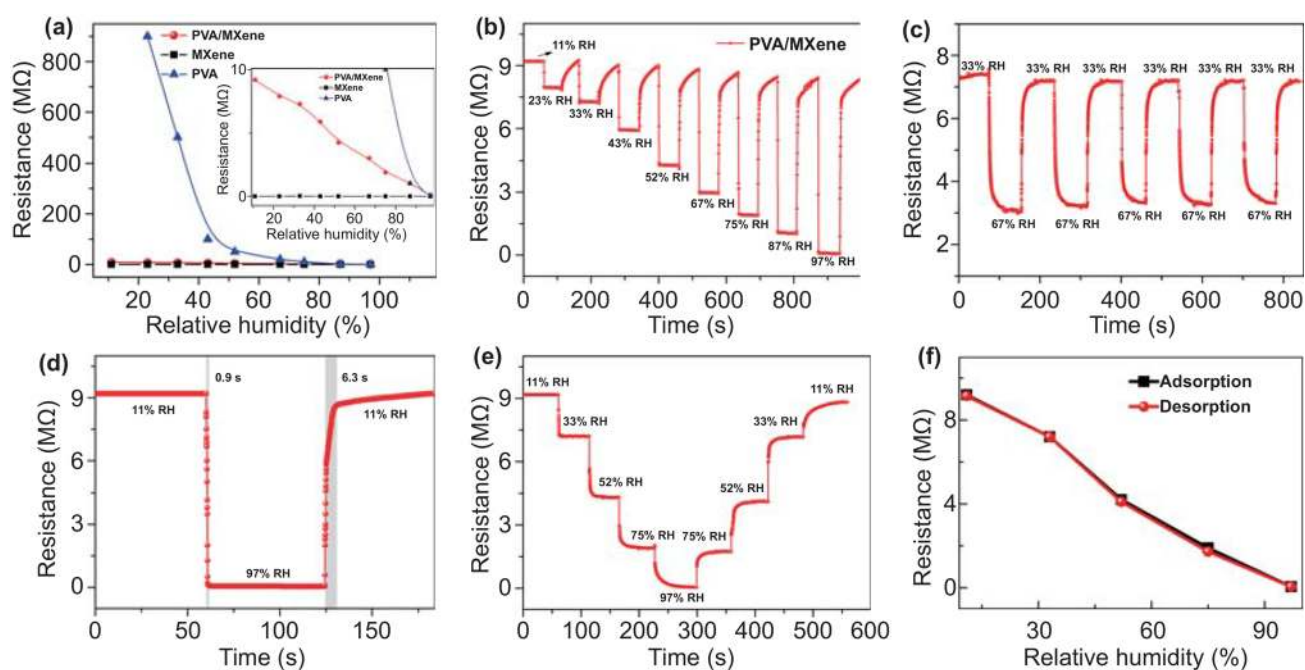 (a)
PVA/MXene
MXene
PVA
800
600
400
200
0
Resistance (MΩ)
20 40 60 80 100 120
Relative humidity (%)
PVA/MXene
MXene
PVA
10
5
0
Resistance (MΩ)
20 40 60 80
Relative humidity (%)
(b)
11% RH
PVA/MXene
23% RH
33% RH
43% RH
52% RH
67% RH
75% RH
87% RH
97% RH
9
6
3
0
Resistance (MΩ)
0 200 400 600 800
Time (s)
(c)
33% RH 33% RH 33% RH 33% RH 33% RH 33% RH
67% RH 67% RH 67% RH 67% RH 67% RH
8
6
4
2
Resistance (MΩ)
0 200 400 600 800
Time (s)
(d)
0.9 s
6.3 s
11% RH
11% RH
97% RH
9
6
3
0
Resistance (MΩ)
0 50 100 150
Time (s)
(e)
11% RH
11% RH
33% RH
33% RH
52% RH
52% RH
75% RH
75% RH
97% RH
9
6
3
0
Resistance (MΩ)
0 100 200 300 400 500 600
Time (s)
(f)
Adsorption
Desorption
8
4
0
Resistance (MΩ)
30 60 90
Relative humidity (%)